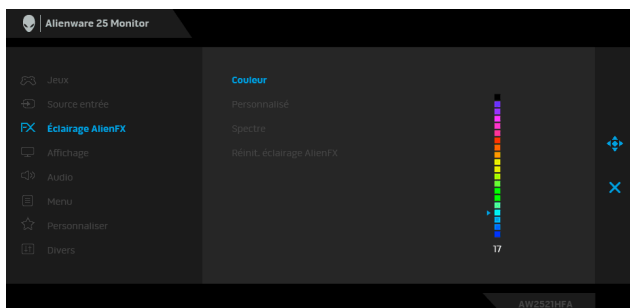 Alienware 25 Monitor
Jeux
Source entrée
FX Éclairage AlienFX
Affichage
Audio
Menu
Personnaliser
Divers
Couleur
Personnalisé
Spectre
Réinit. éclairage AlienFX
17
AW2521HFA